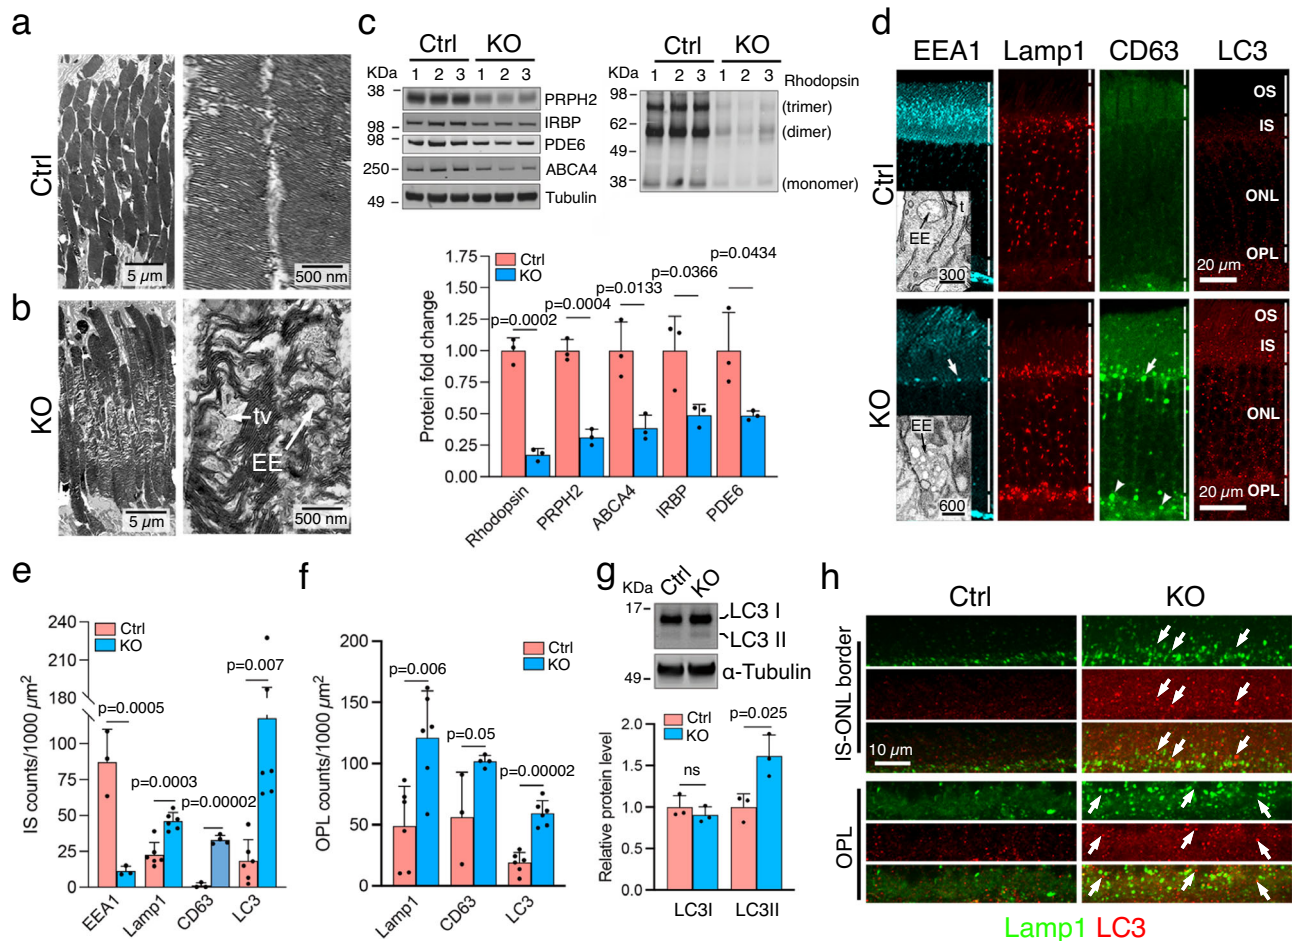 a
Ctrl
5 µm
500 nm
b
KO
tv
EE
5 µm
500 nm
c
Ctrl KO
KDa 1 2 3 1 2 3
38
PRPH2
98
IRBP
98
PDE6
250
ABCA4
49
Tubulin
Ctrl KO
KDa 1 2 3 1 2 3 Rhodopsin
98
(trimer)
62
(dimer)
49
38
(monomer)
Protein fold change
1.75
1.50
1.25
1.00
0.75
0.50
0.25
0.00
Ctrl
KO
p=0.0002
p=0.0004
p=0.0133
p=0.0366
p=0.0434
Rhodopsin
PRPH2
ABCA4
IRBP
PDE6
d
EEA1 Lamp1 CD63 LC3
Ctrl
OS
IS
ONL
OPL
EE
t
300
20 µm
KO
OS
IS
ONL
OPL
EE
600
20 µm
e
IS counts/1000 µm²
240
210
180
100
75
50
25
0
Ctrl
KO
p=0.0005
p=0.0003
p=0.00002
p=0.007
EEA1
Lamp1
CD63
LC3
f
OPL counts/1000 µm²
200
150
100
50
0
Ctrl
KO
p=0.006
p=0.05
p=0.00002
Lamp1
CD63
LC3
g
KDa Ctrl KO
17
LC3 I
LC3 II
49
α-Tubulin
Relative protein level
2.0
1.5
1.0
0.5
0.0
Ctrl
KO
ns
p=0.025
LC3I LC3II
h
Ctrl KO
IS-ONL border
10 µm
OPL
Lamp1 LC3